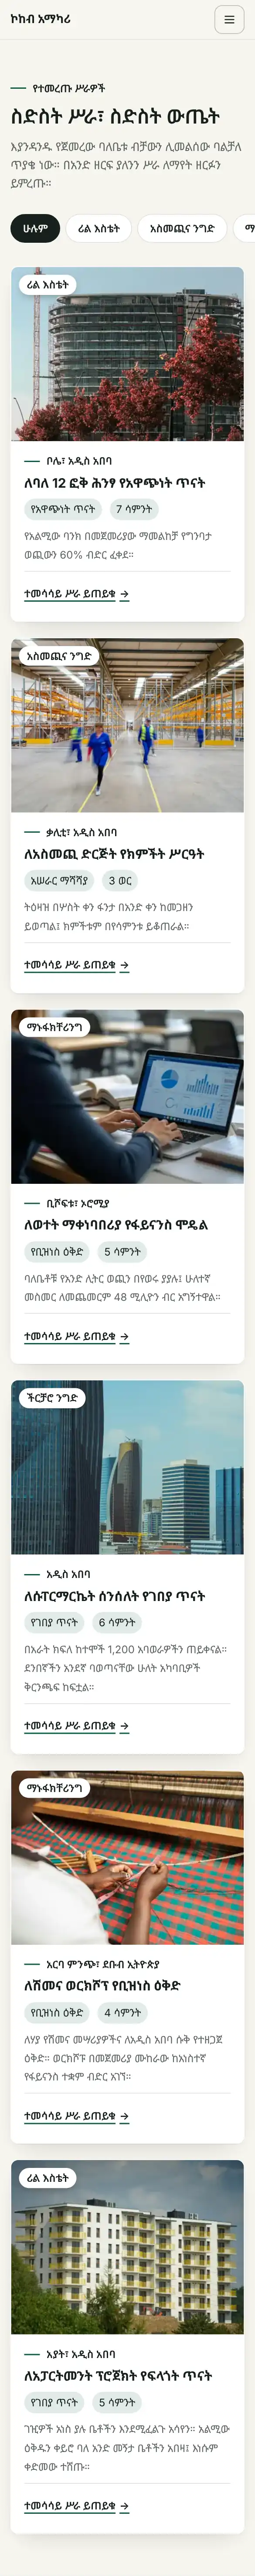 ኮከብ አማካሪ
የተመረጡ ሥራዎች
ስድስት ሥራ፣ ስድስት ውጤት
እያንዳንዱ የጀመረው ባለቤቱ ብቻውን ሊመልሰው ባልቻለ
ጥያቄ ነው። በአንድ ዘርፍ ያለንን ሥራ ለማየት ዘርፉን
ይምረጡ።
ሁሉም
ሪል እስቴት
አስመጪና ንግድ
ሪል እስቴት
ቦሌ፣ አዲስ አበባ
ለባለ 12 ፎቅ ሕንፃ የአዋጭነት ጥናት
የአዋጭነት ጥናት
7 ሳምንት
የአልሚው ባንክ በመጀመሪያው ማመልከቻ የግንባታ
ወጪውን 60% ብድር ፈቀደ።
ተመሳሳይ ሥራ ይጠይቁ →
አስመጪና ንግድ
ቃሊቲ፣ አዲስ አበባ
ለአስመጪ ድርጅት የክምችት ሥርዓት
አሠራር ማሻሻያ
3 ወር
ትዕዛዝ በሦስት ቀን ፋንታ በአንድ ቀን ከመጋዘን
ይወጣል፤ ክምችቱም በየሳምንቱ ይቆጠራል።
ተመሳሳይ ሥራ ይጠይቁ →
ማኑፋክቸሪንግ
ቢሾፍቱ፣ ኦሮሚያ
ለወተት ማቀነባበሪያ የፋይናንስ ሞዴል
የቢዝነስ ዕቅድ
5 ሳምንት
ባለቤቶቹ የአንድ ሊትር ወጪን በየወሩ ያያሉ፤ ሁለተኛ
መስመር ለመጨመርም 48 ሚሊዮን ብር አግኝተዋል።
ተመሳሳይ ሥራ ይጠይቁ →
ችርቻሮ ንግድ
አዲስ አበባ
ለሱፐርማርኬት ሰንሰለት የገበያ ጥናት
የገበያ ጥናት
6 ሳምንት
በአራት ክፍለ ከተሞች 1,200 አባወራዎችን ጠይቀናል።
ደንበኛችን አንደኛ ባወጣናቸው ሁለት አካባቢዎች
ቅርንጫፍ ከፍቷል።
ተመሳሳይ ሥራ ይጠይቁ →
ማኑፋክቸሪንግ
አርባ ምንጭ፣ ደቡብ ኢትዮጵያ
ለሽመና ወርክሾፕ የቢዝነስ ዕቅድ
የቢዝነስ ዕቅድ
4 ሳምንት
ለሃያ የሽመና መሣሪያዎችና ለአዲስ አበባ ሱቅ የተዘጋጀ
ዕቅድ። ወርክሾፑ በመጀመሪያ ሙከራው ከአነስተኛ
የፋይናንስ ተቋም ብድር አገኘ።
ተመሳሳይ ሥራ ይጠይቁ →
ሪል እስቴት
አያት፣ አዲስ አበባ
ለአፓርትመንት ፕሮጀክት የፍላጎት ጥናት
የገበያ ጥናት
5 ሳምንት
ገዢዎች አነስ ያሉ ቤቶችን እንደሚፈልጉ አሳየን። አልሚው
ዕቅዱን ቀይሮ ባለ አንድ መኝታ ቤቶችን አበዛ፤ እነሱም
ቀድመው ተሸጡ።
ተመሳሳይ ሥራ ይጠይቁ →